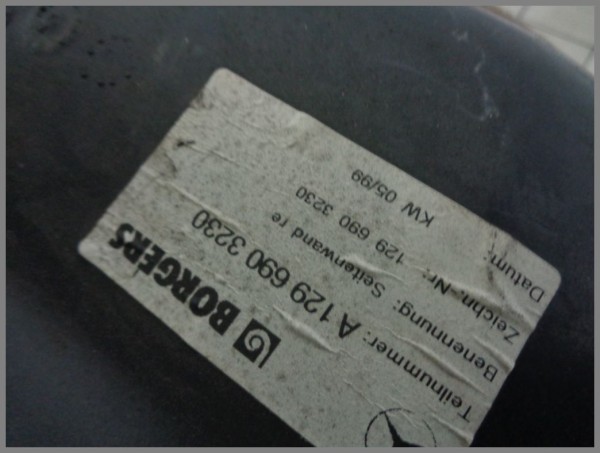 BORGERS
Teilnummer: A 129 690 3230
Benennung: Seitenwand re
Zeichn.-Nr: 129 690 3230
Datum: KW 05/99